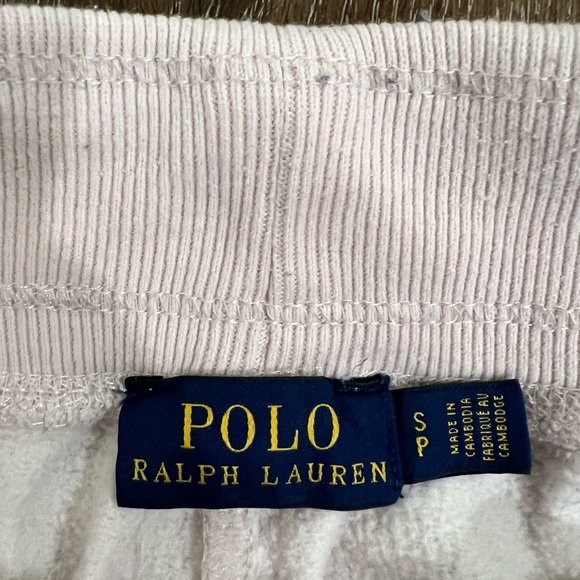 POLO
RALPH LAUREN
S
P
MADE IN
CAMBODIA
FABRIQUÉ AU
CAMBODGE